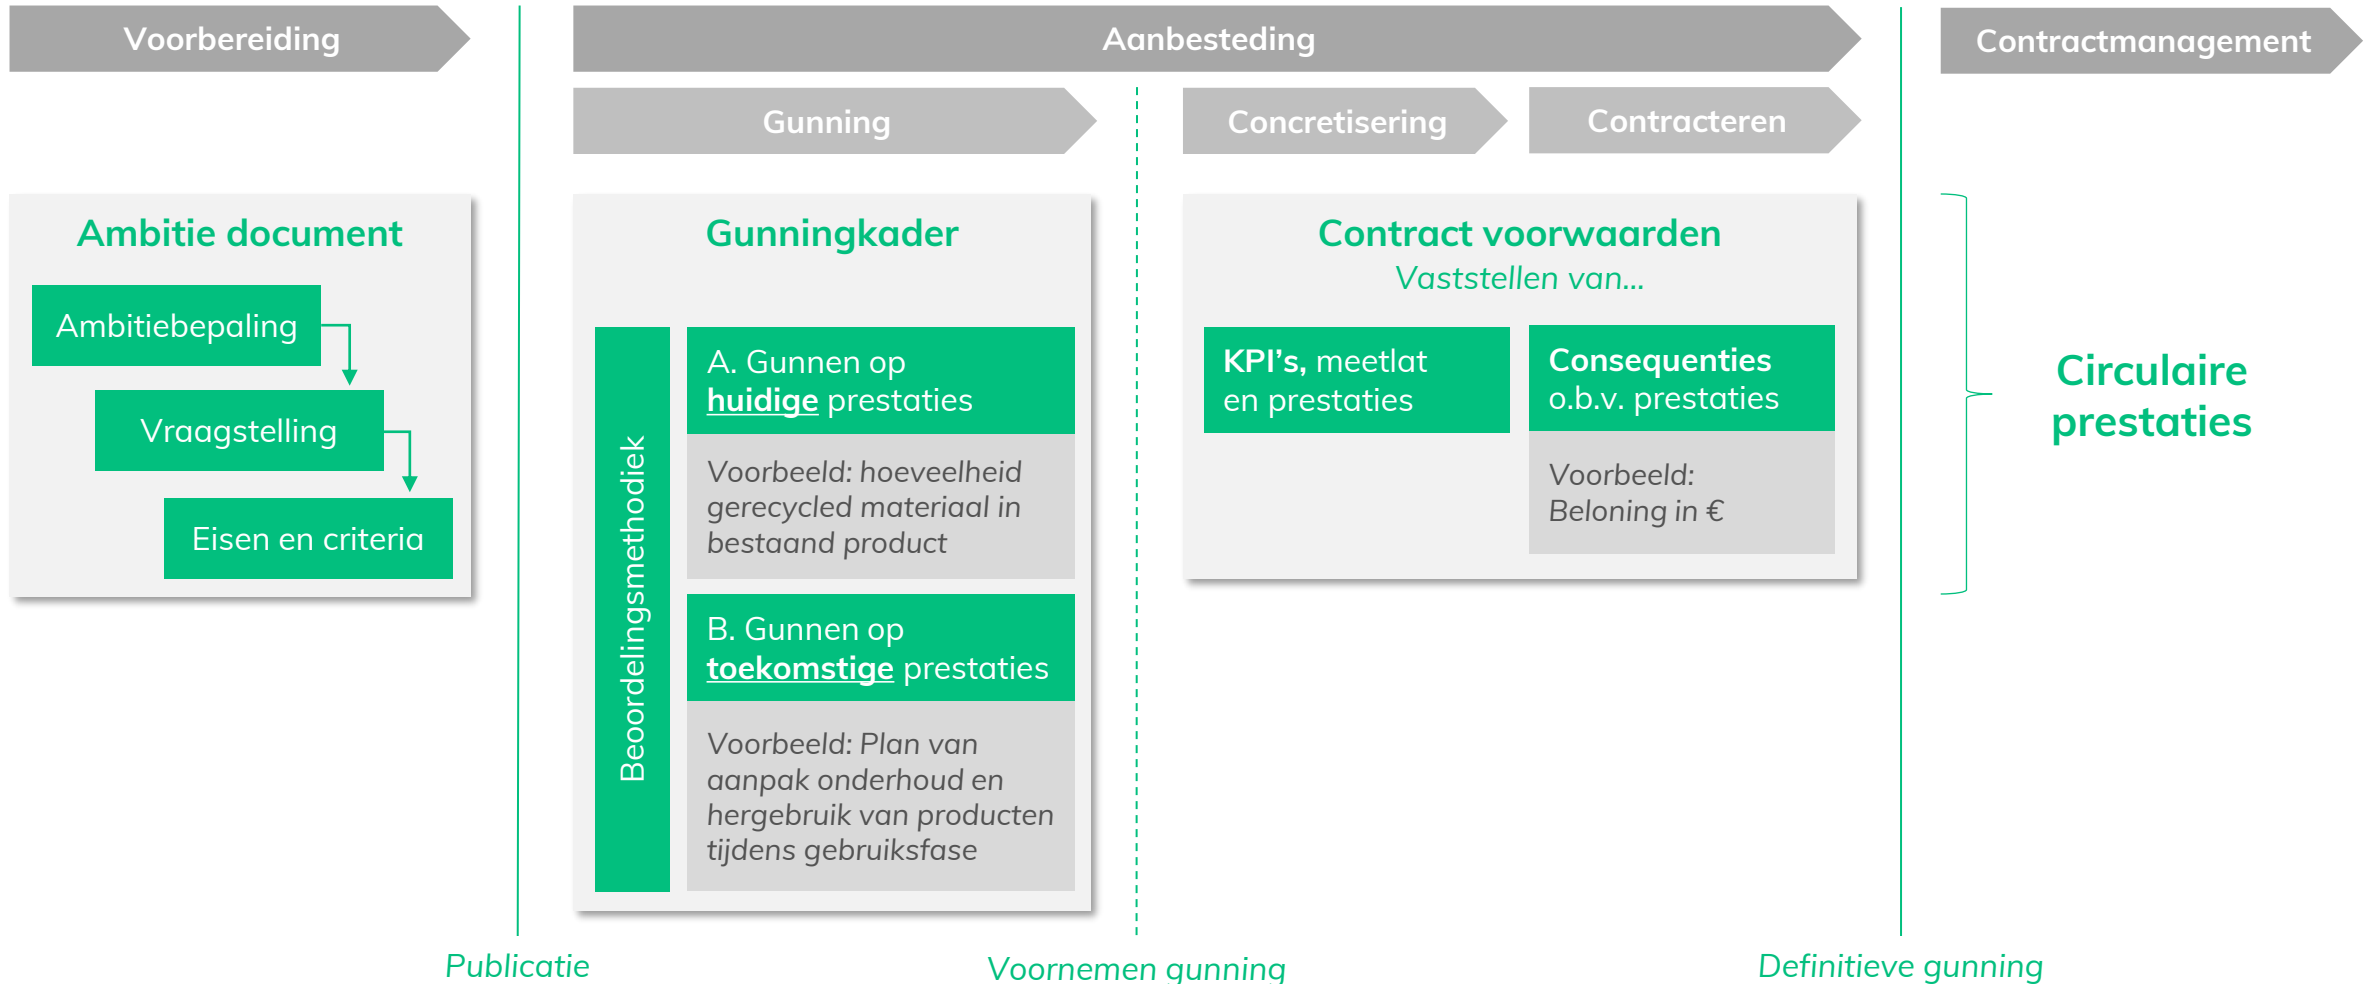 Voorbereiding
Aanbesteding
Contractmanagement
Gunning
Concretisering
Contracteren
Ambitie document
Ambitiebepaling
Vraagstelling
Eisen en criteria
Gunningkader
Beoordelingsmethodiek
A. Gunnen op
huidige prestaties
Voorbeeld: hoeveelheid
gerecycled materiaal in
bestaand product
B. Gunnen op
toekomstige prestaties
Voorbeeld: Plan van
aanpak onderhoud en
hergebruik van producten
tijdens gebruiksfase
Contract voorwaarden
Vaststellen van...
KPI's, meetlat
en prestaties
Consequenties
o.b.v. prestaties
Voorbeeld:
Beloning in €
Circulaire
prestaties
Publicatie
Voornemen gunning
Definitieve gunning